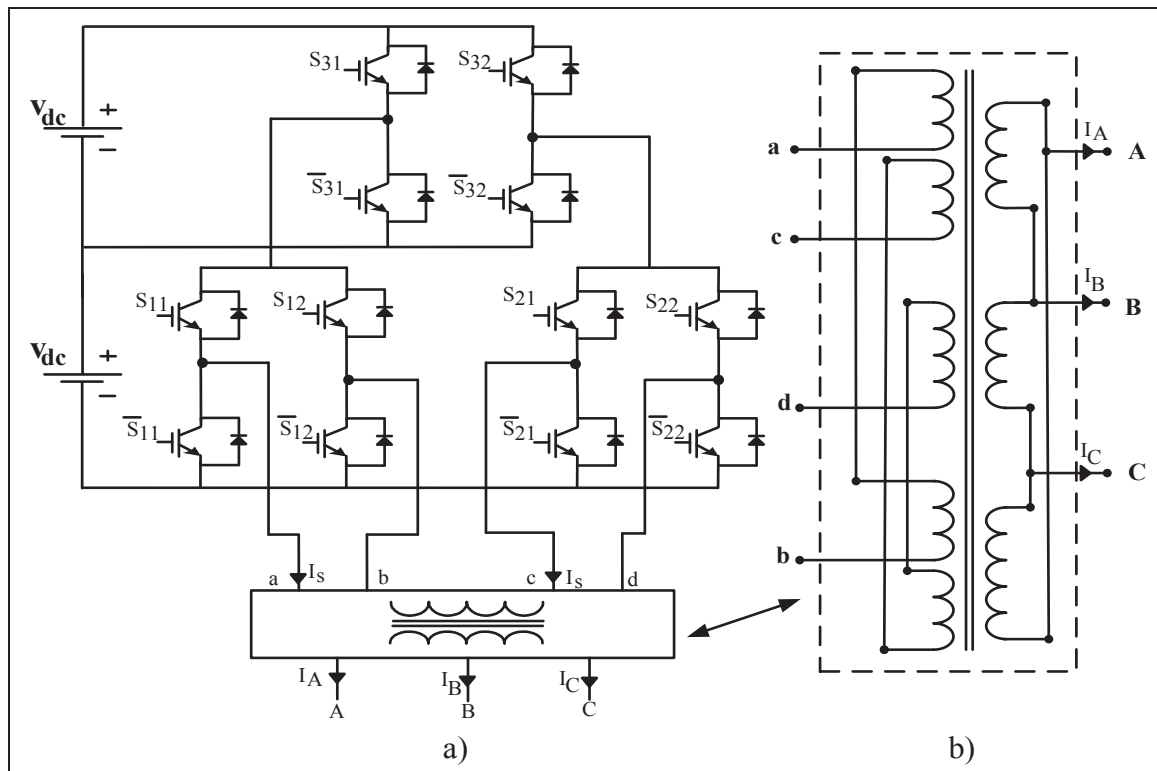 S31
S32
Vdc
+
−
S̅31
S̅32
S11
S12
S21
S22
Vdc
+
−
S̅11
S̅12
S̅21
S̅22
a
Is
b
c
Is
d
IA
IB
IC
A
B
C
a)
a
c
d
b
IA
A
IB
B
IC
C
b)